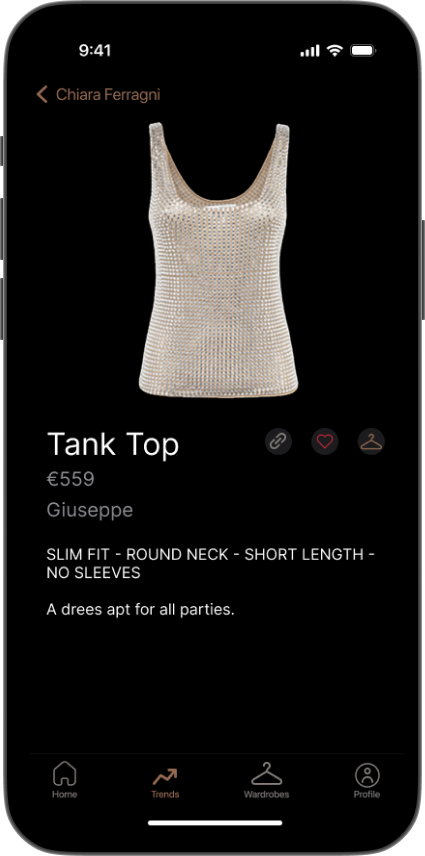 9:41
Chiara Ferragni
Tank Top
€559
Giuseppe
SLIM FIT - ROUND NECK - SHORT LENGTH -
NO SLEEVES
A drees apt for all parties.
Home Trends Wardrobes Profile